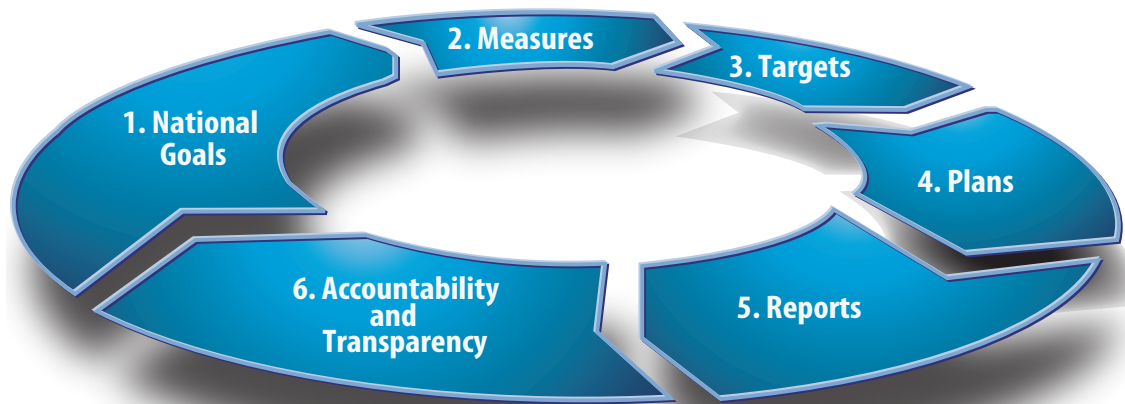 1. National
Goals
2. Measures
3. Targets
4. Plans
5. Reports
6. Accountability
and
Transparency